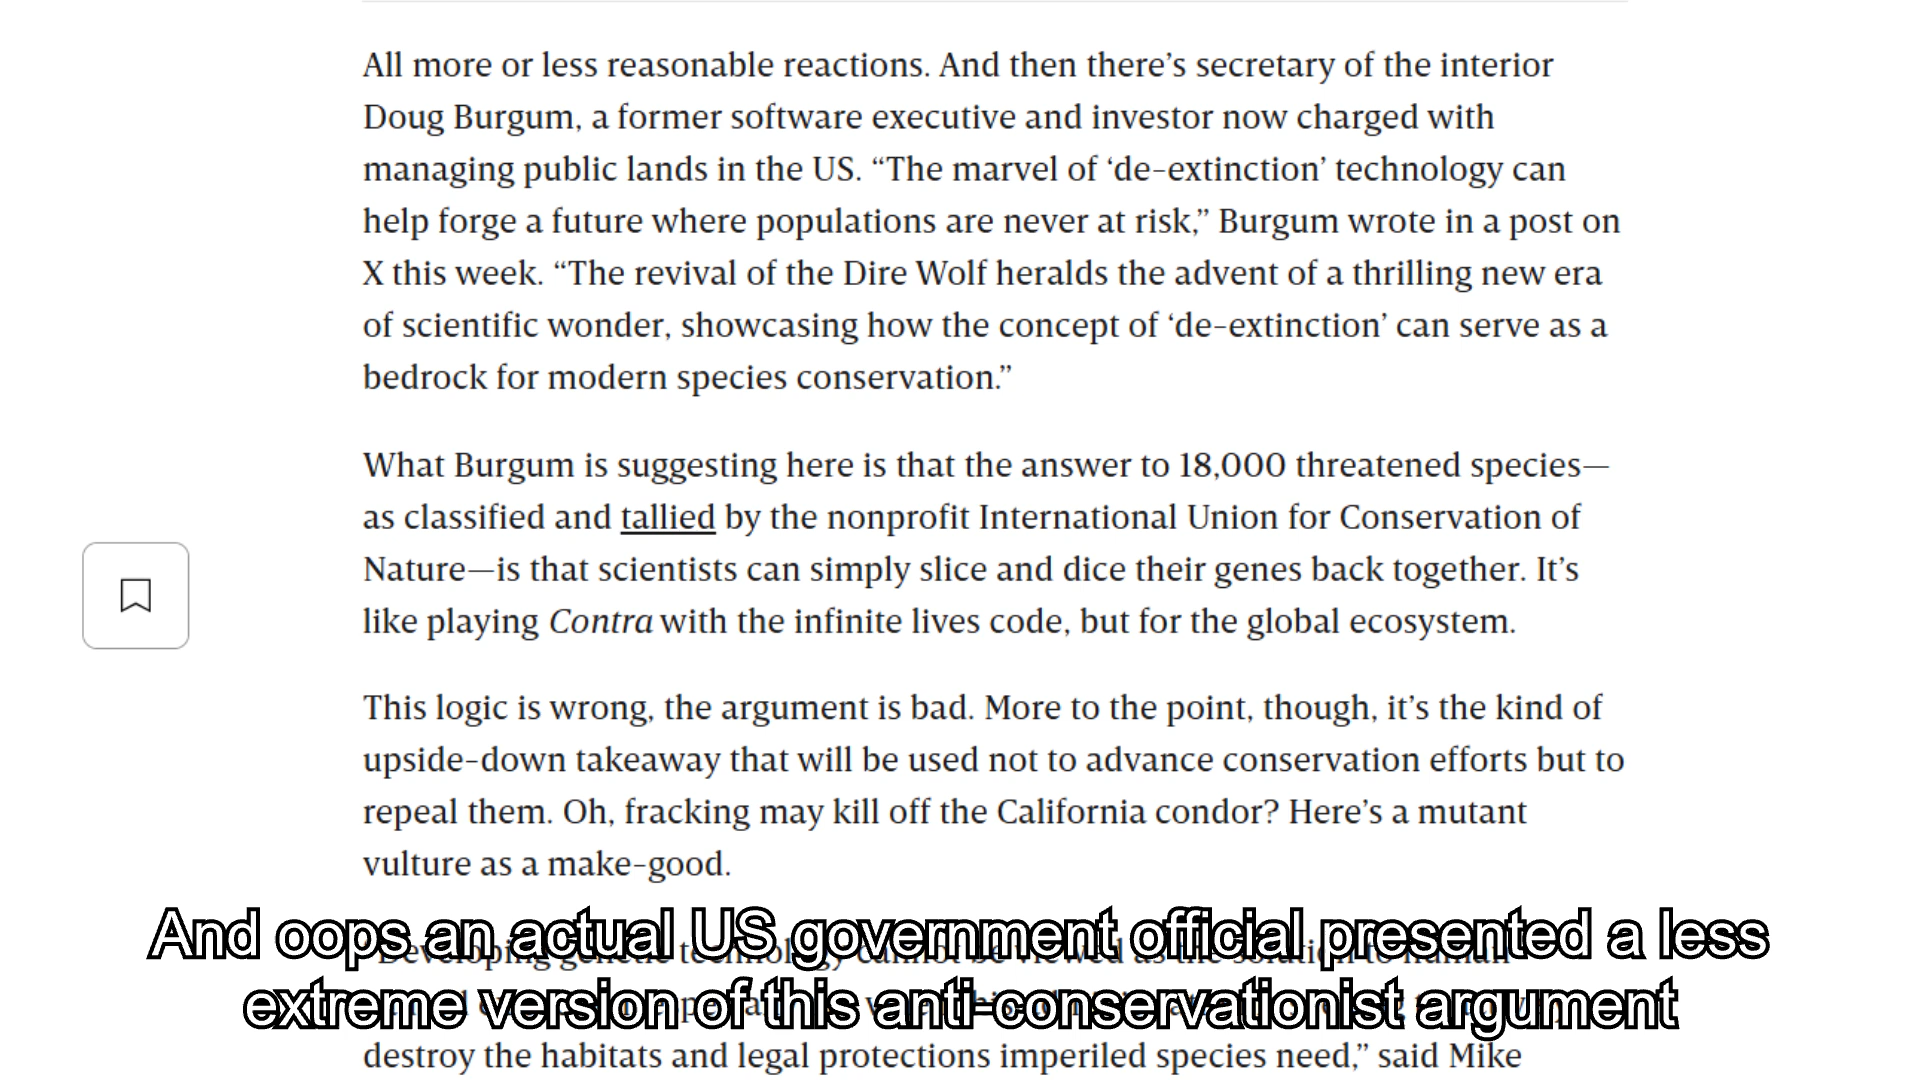 All more or less reasonable reactions. And then there’s secretary of the interior
Doug Burgum, a former software executive and investor now charged with
managing public lands in the US. “The marvel of ‘de-extinction’ technology can
help forge a future where populations are never at risk,” Burgum wrote in a post on
X this week. “The revival of the Dire Wolf heralds the advent of a thrilling new era
of scientific wonder, showcasing how the concept of ‘de-extinction’ can serve as a
bedrock for modern species conservation.”
What Burgum is suggesting here is that the answer to 18,000 threatened species—
as classified and tallied by the nonprofit International Union for Conservation of
Nature—is that scientists can simply slice and dice their genes back together. It’s
like playing Contra with the infinite lives code, but for the global ecosystem.
This logic is wrong, the argument is bad. More to the point, though, it’s the kind of
upside-down takeaway that will be used not to advance conservation efforts but to
repeal them. Oh, fracking may kill off the California condor? Here’s a mutant
vulture as a make-good.
And oops an actual US government official presented a less
extreme version of this anti-conservationist argument
“Developing genetic technology cannot be viewed as the solution to human
destroy the habitats and legal protections imperiled species need,” said Mike